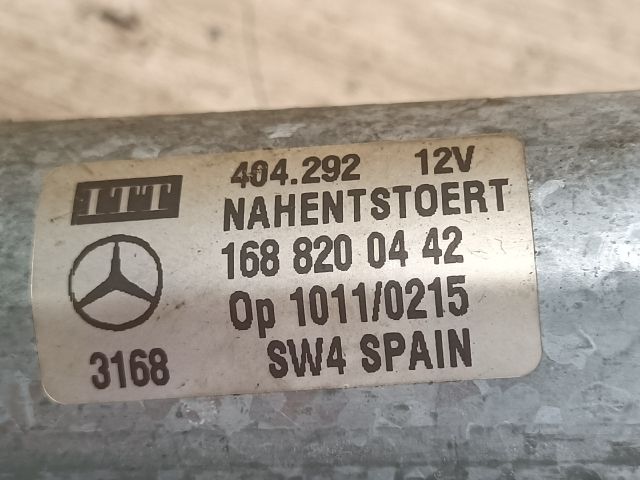 ITT 404.292 12V
NAHENTSTOERT
168 820 04 42
Op 1011/0215
3168 SW4 SPAIN